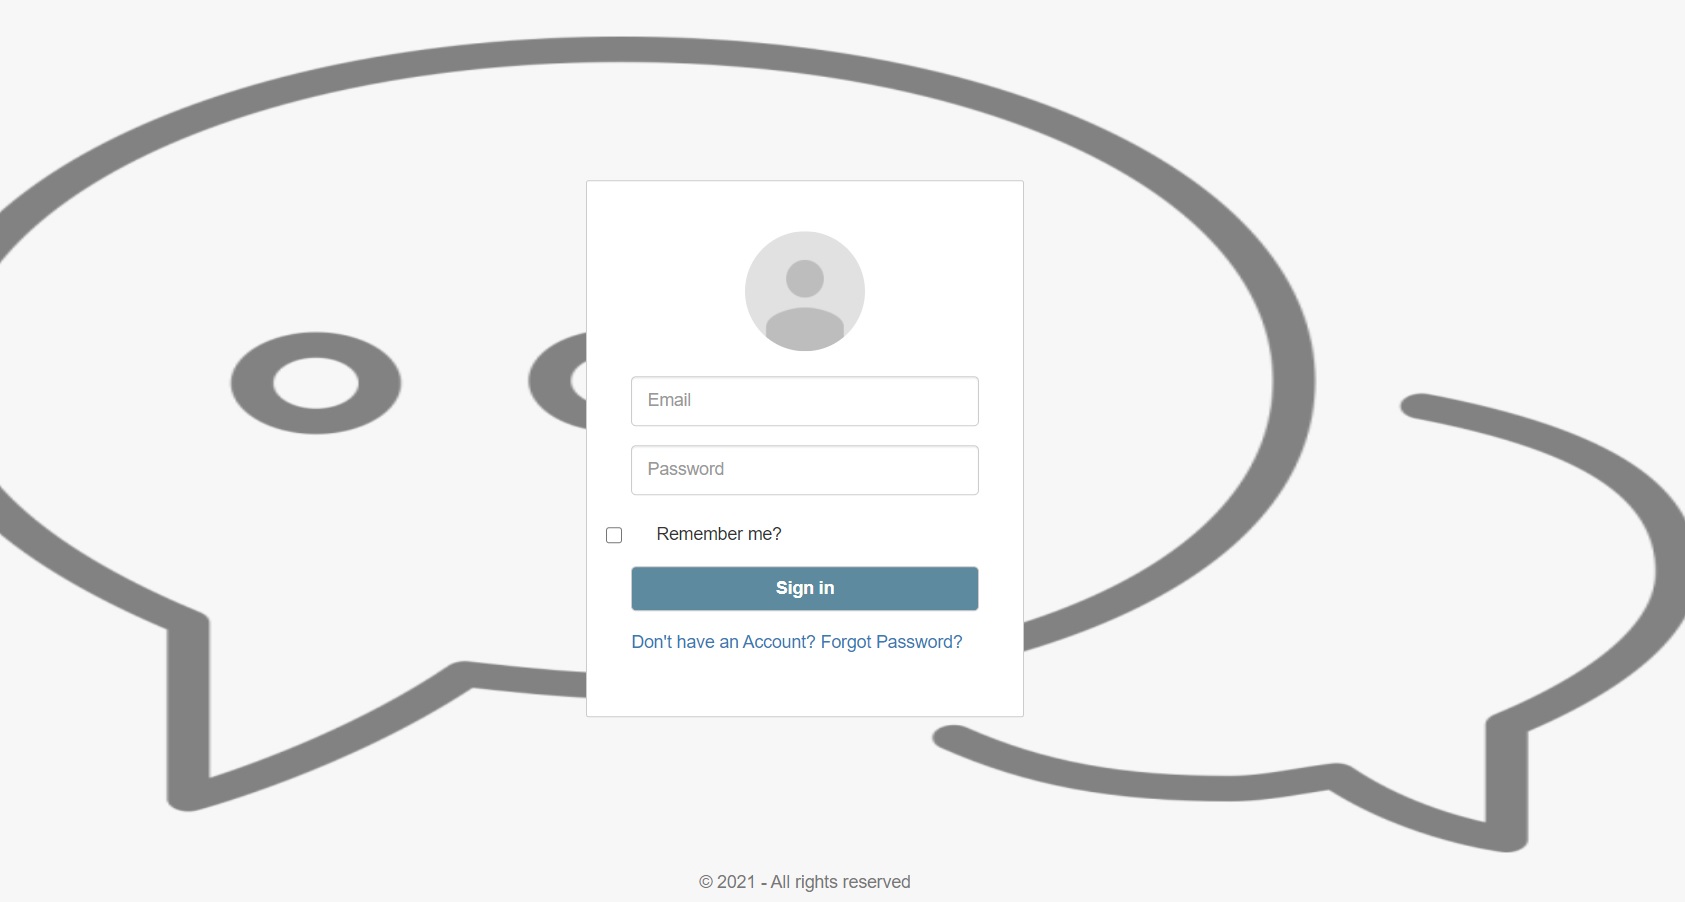 Email
Password
Remember me?
Sign in
Don't have an Account? Forgot Password?
© 2021 - All rights reserved